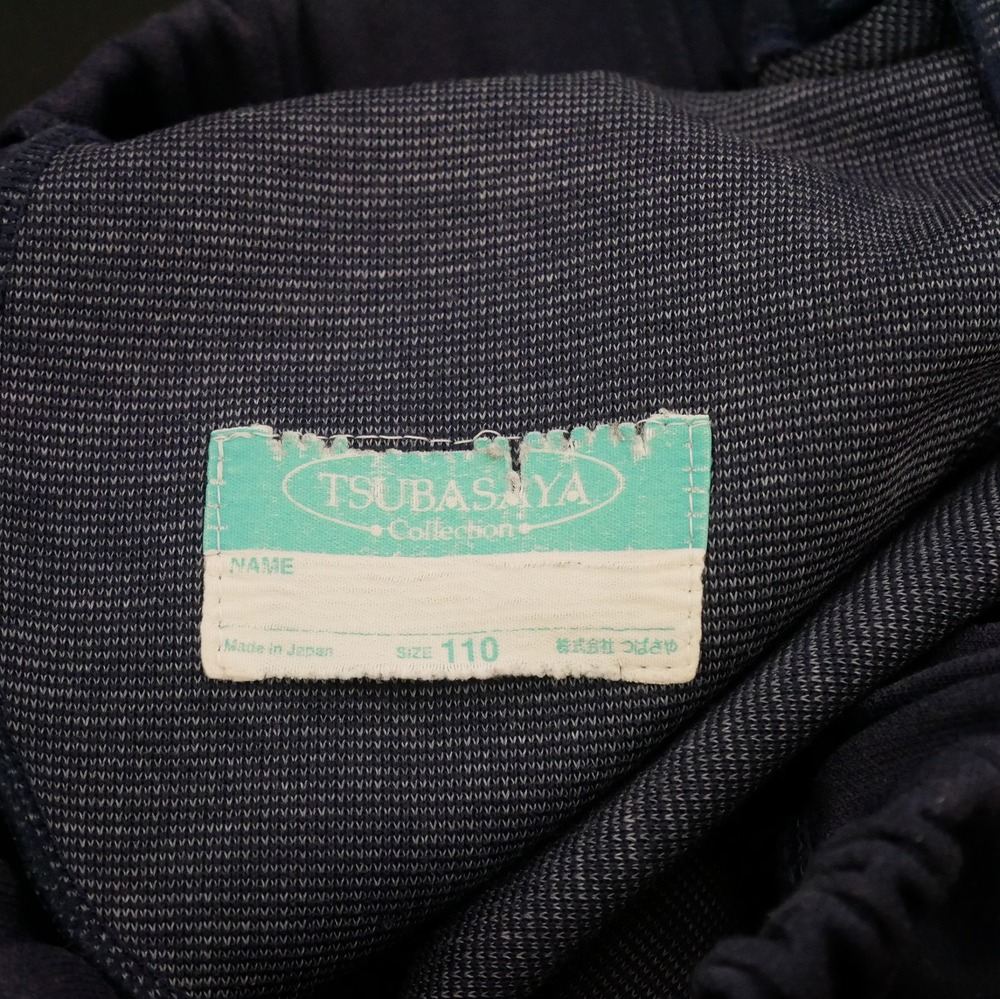 TSUBASAYA
Collection
NAME
Made in Japan SIZE 110 株式会社 つばさや